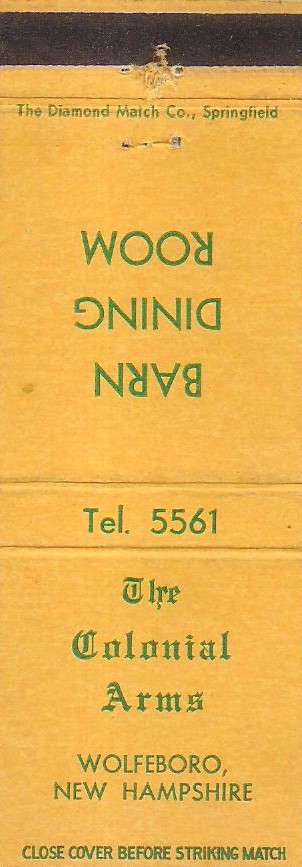 The Diamond Match Co., Springfield
BARN
DINING
ROOM
Tel. 5561
The
Colonial
Arms
WOLFEBORO,
NEW HAMPSHIRE
CLOSE COVER BEFORE STRIKING MATCH